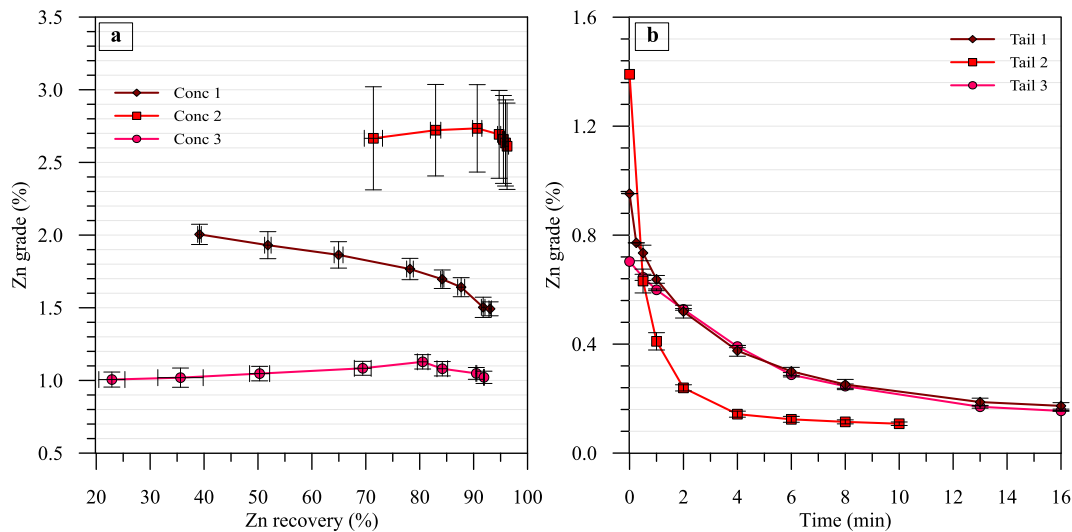 a
Zn grade (%)
3.5
3.0
2.5
2.0
1.5
1.0
0.5
Conc 1
Conc 2
Conc 3
20 30 40 50 60 70 80 90 100
Zn recovery (%)
b
Zn grade (%)
1.6
1.2
0.8
0.4
0.0
Tail 1
Tail 2
Tail 3
0 2 4 6 8 10 12 14 16
Time (min)